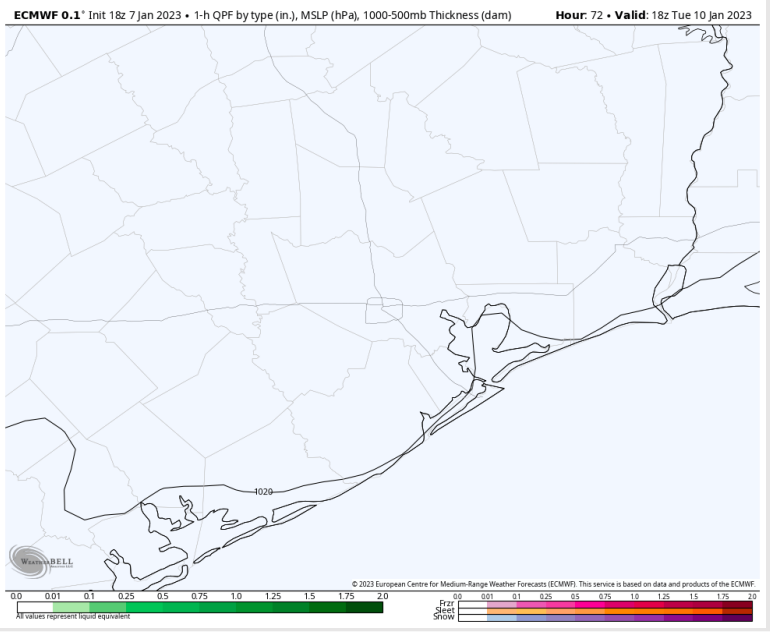 ECMWF 0.1° Init 18z 7 Jan 2023 • 1-h QPF by type (in.), MSLP (hPa), 1000-500mb Thickness (dam) Hour: 72 • Valid: 18z Tue 10 Jan 2023
1020
WEATHERBELL
© 2023 European Centre for Medium-Range Weather Forecasts (ECMWF). This service is based on data and products of the ECMWF.
0.0 0.01 0.1 0.25 0.5 0.75 1.0 1.25 1.5 1.75 2.0
All values represent liquid equivalent
0.0 0.01 0.1 0.25 0.5 0.75 1.0 1.25 1.5 1.75 2.0
Frzr
Sleet
Snow